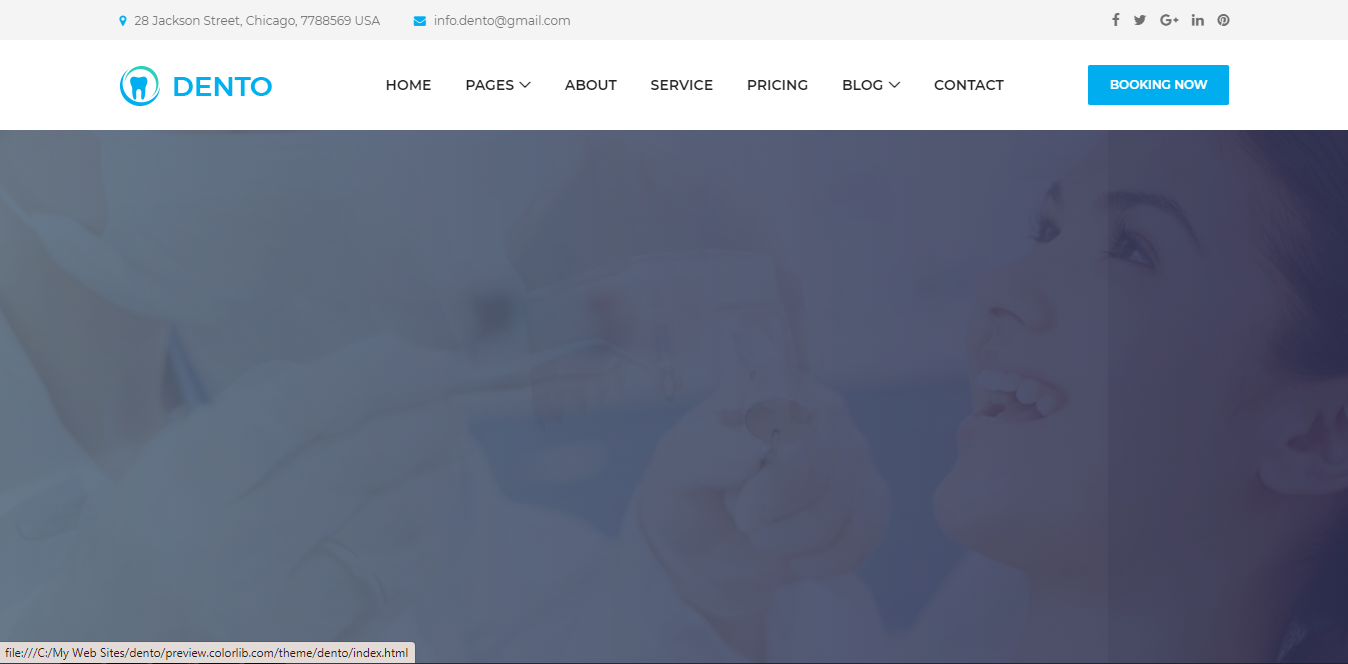 28 Jackson Street, Chicago, 7788569 USA info.dento@gmail.com
DENTO HOME PAGES ABOUT SERVICE PRICING BLOG CONTACT BOOKING NOW
file:///C:/My Web Sites/dento/preview.colorlib.com/theme/dento/index.html